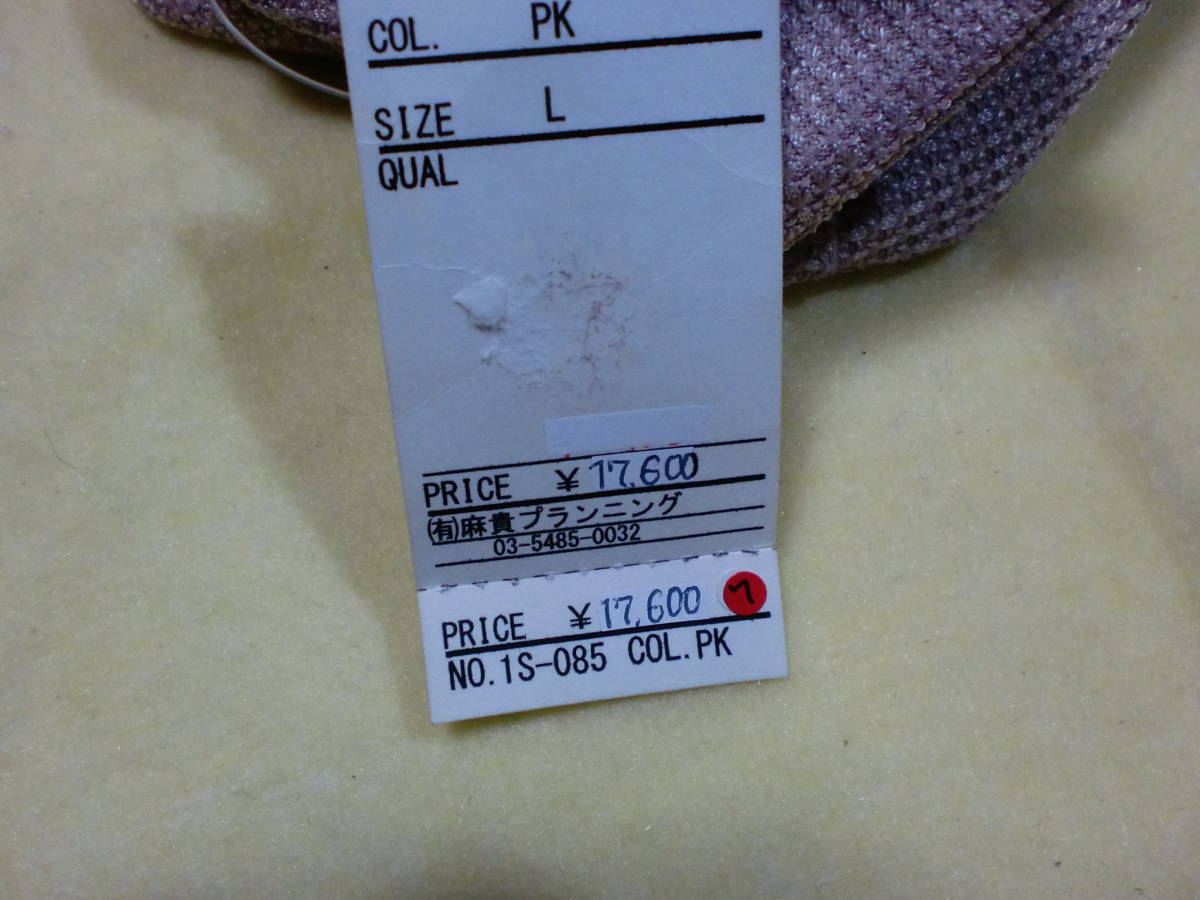 COL. PK
SIZE L
QUAL
PRICE ¥17,600
㈲麻貴プランニング
03-5485-0032
PRICE ¥17,600 ク
NO.1S-085 COL.PK